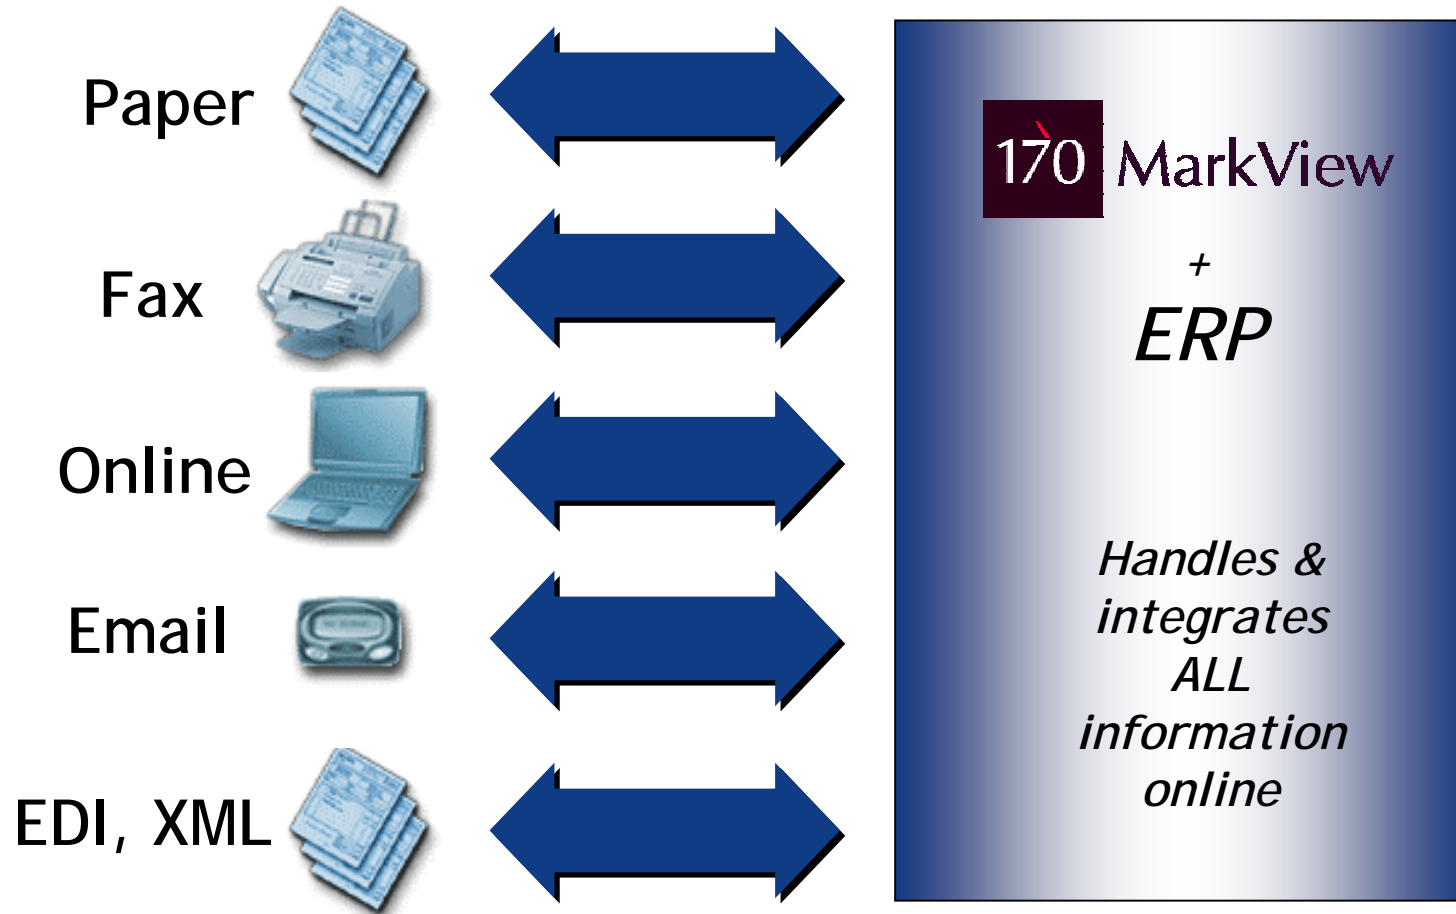 Paper
Fax
Online
Email
EDI, XML
170 MarkView
+
ERP
Handles &
integrates
ALL
information
online